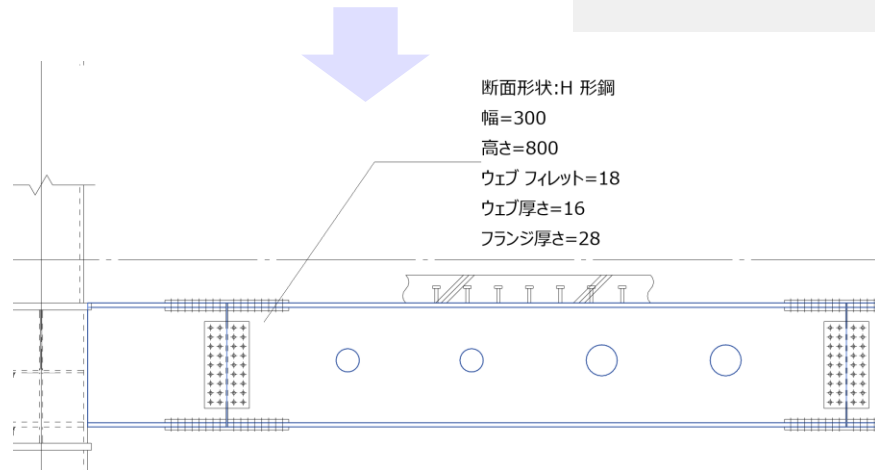 断面形状:H 形鋼
幅=300
高さ=800
ウェブ フィレット=18
ウェブ厚さ=16
フランジ厚さ=28